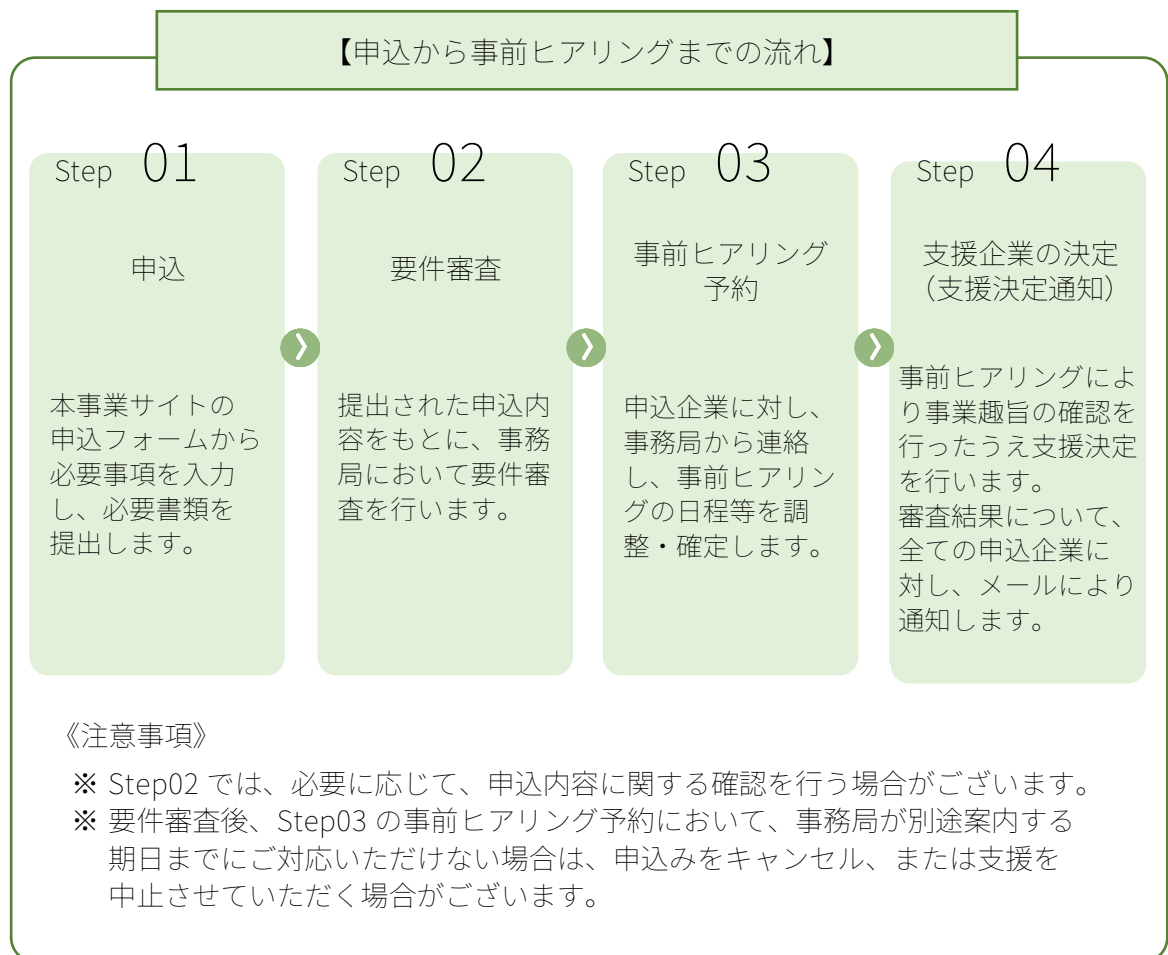 【申込から事前ヒアリングまでの流れ】
Step 01
申込
本事業サイトの
申込フォームから
必要事項を入力
し、必要書類を
提出します。
Step 02
要件審査
提出された申込内
容をもとに、事務
局において要件審
査を行います。
Step 03
事前ヒアリング
予約
申込企業に対し、
事務局から連絡
し、事前ヒアリン
グの日程等を調
整・確定します。
Step 04
支援企業の決定
（支援決定通知）
事前ヒアリングによ
り事業趣旨の確認を
行ったうえ支援決定
を行います。
審査結果について、
全ての申込企業に
対し、メールにより
通知します。
《注意事項》
※ Step02 では、必要に応じて、申込内容に関する確認を行う場合がございます。
※ 要件審査後、Step03 の事前ヒアリング予約において、事務局が別途案内する
期日までにご対応いただけない場合は、申込みをキャンセル、または支援を
中止させていただく場合がございます。